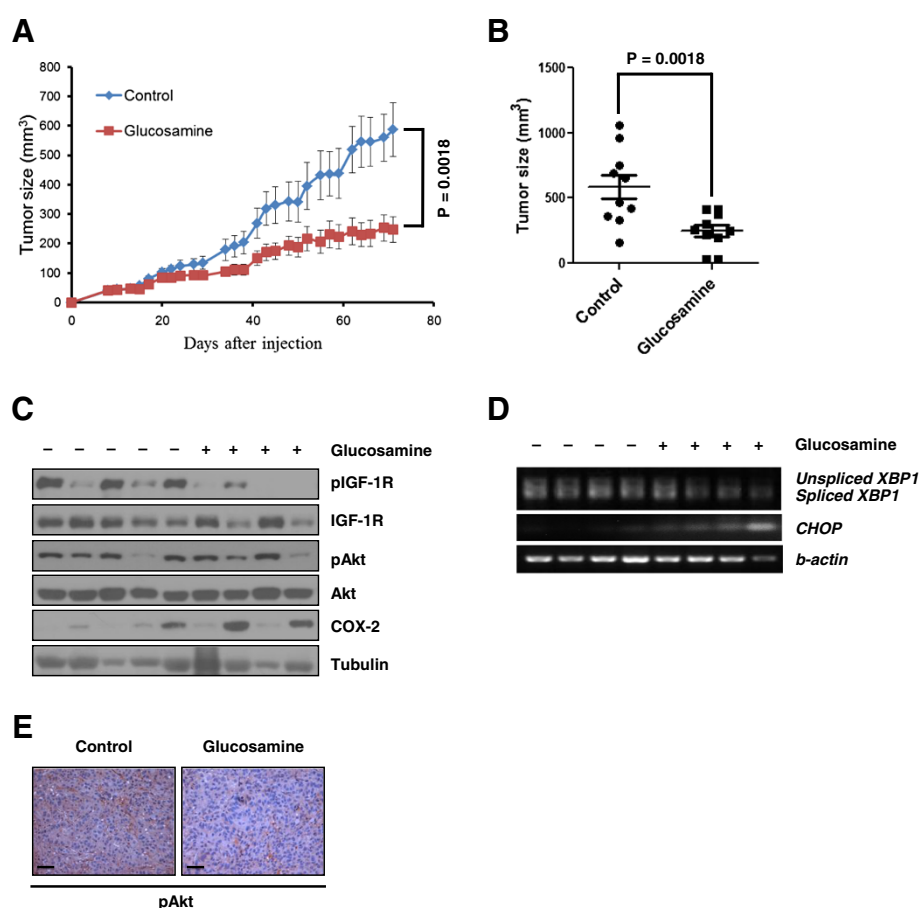 A
800
700
600
500
400
300
200
100
0
Tumor size (mm3)
Control
Glucosamine
P = 0.0018
0 20 40 60 80
Days after injection
B
P = 0.0018
1500
1000
500
0
Tumor size (mm3)
Control
Glucosamine
C
– – – – – + + + + Glucosamine
pIGF-1R
IGF-1R
pAkt
Akt
COX-2
Tubulin
D
– – – – + + + + Glucosamine
Unspliced XBP1
Spliced XBP1
CHOP
b-actin
E
Control Glucosamine
pAkt